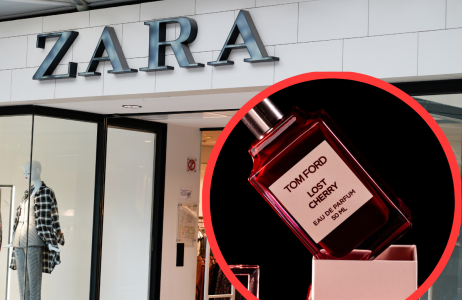 ZARA
TOM FORD
LOST
CHERRY
EAU DE PARFUM
50 ML